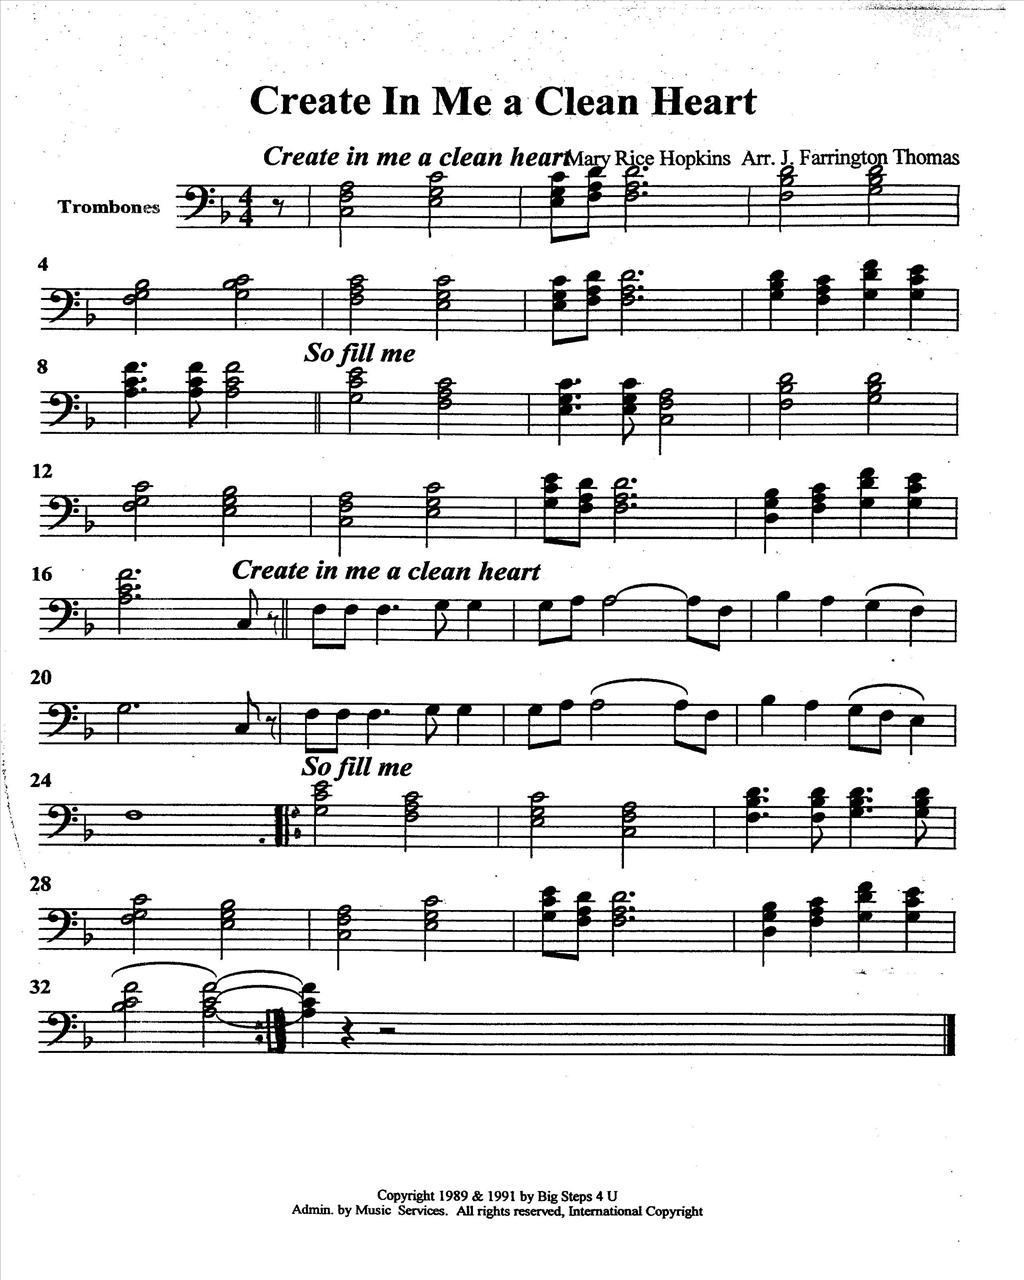 Create In Me a Clean Heart
Create in me a clean heart Mary Rice Hopkins Arr. J. Farrington Thomas
Trombones
4
4
4
So fill me
8
12
Create in me a clean heart
16
20
So fill me
24
28
32
Copyright 1989 & 1991 by Big Steps 4 U
Admin. by Music Services. All rights reserved, International Copyright